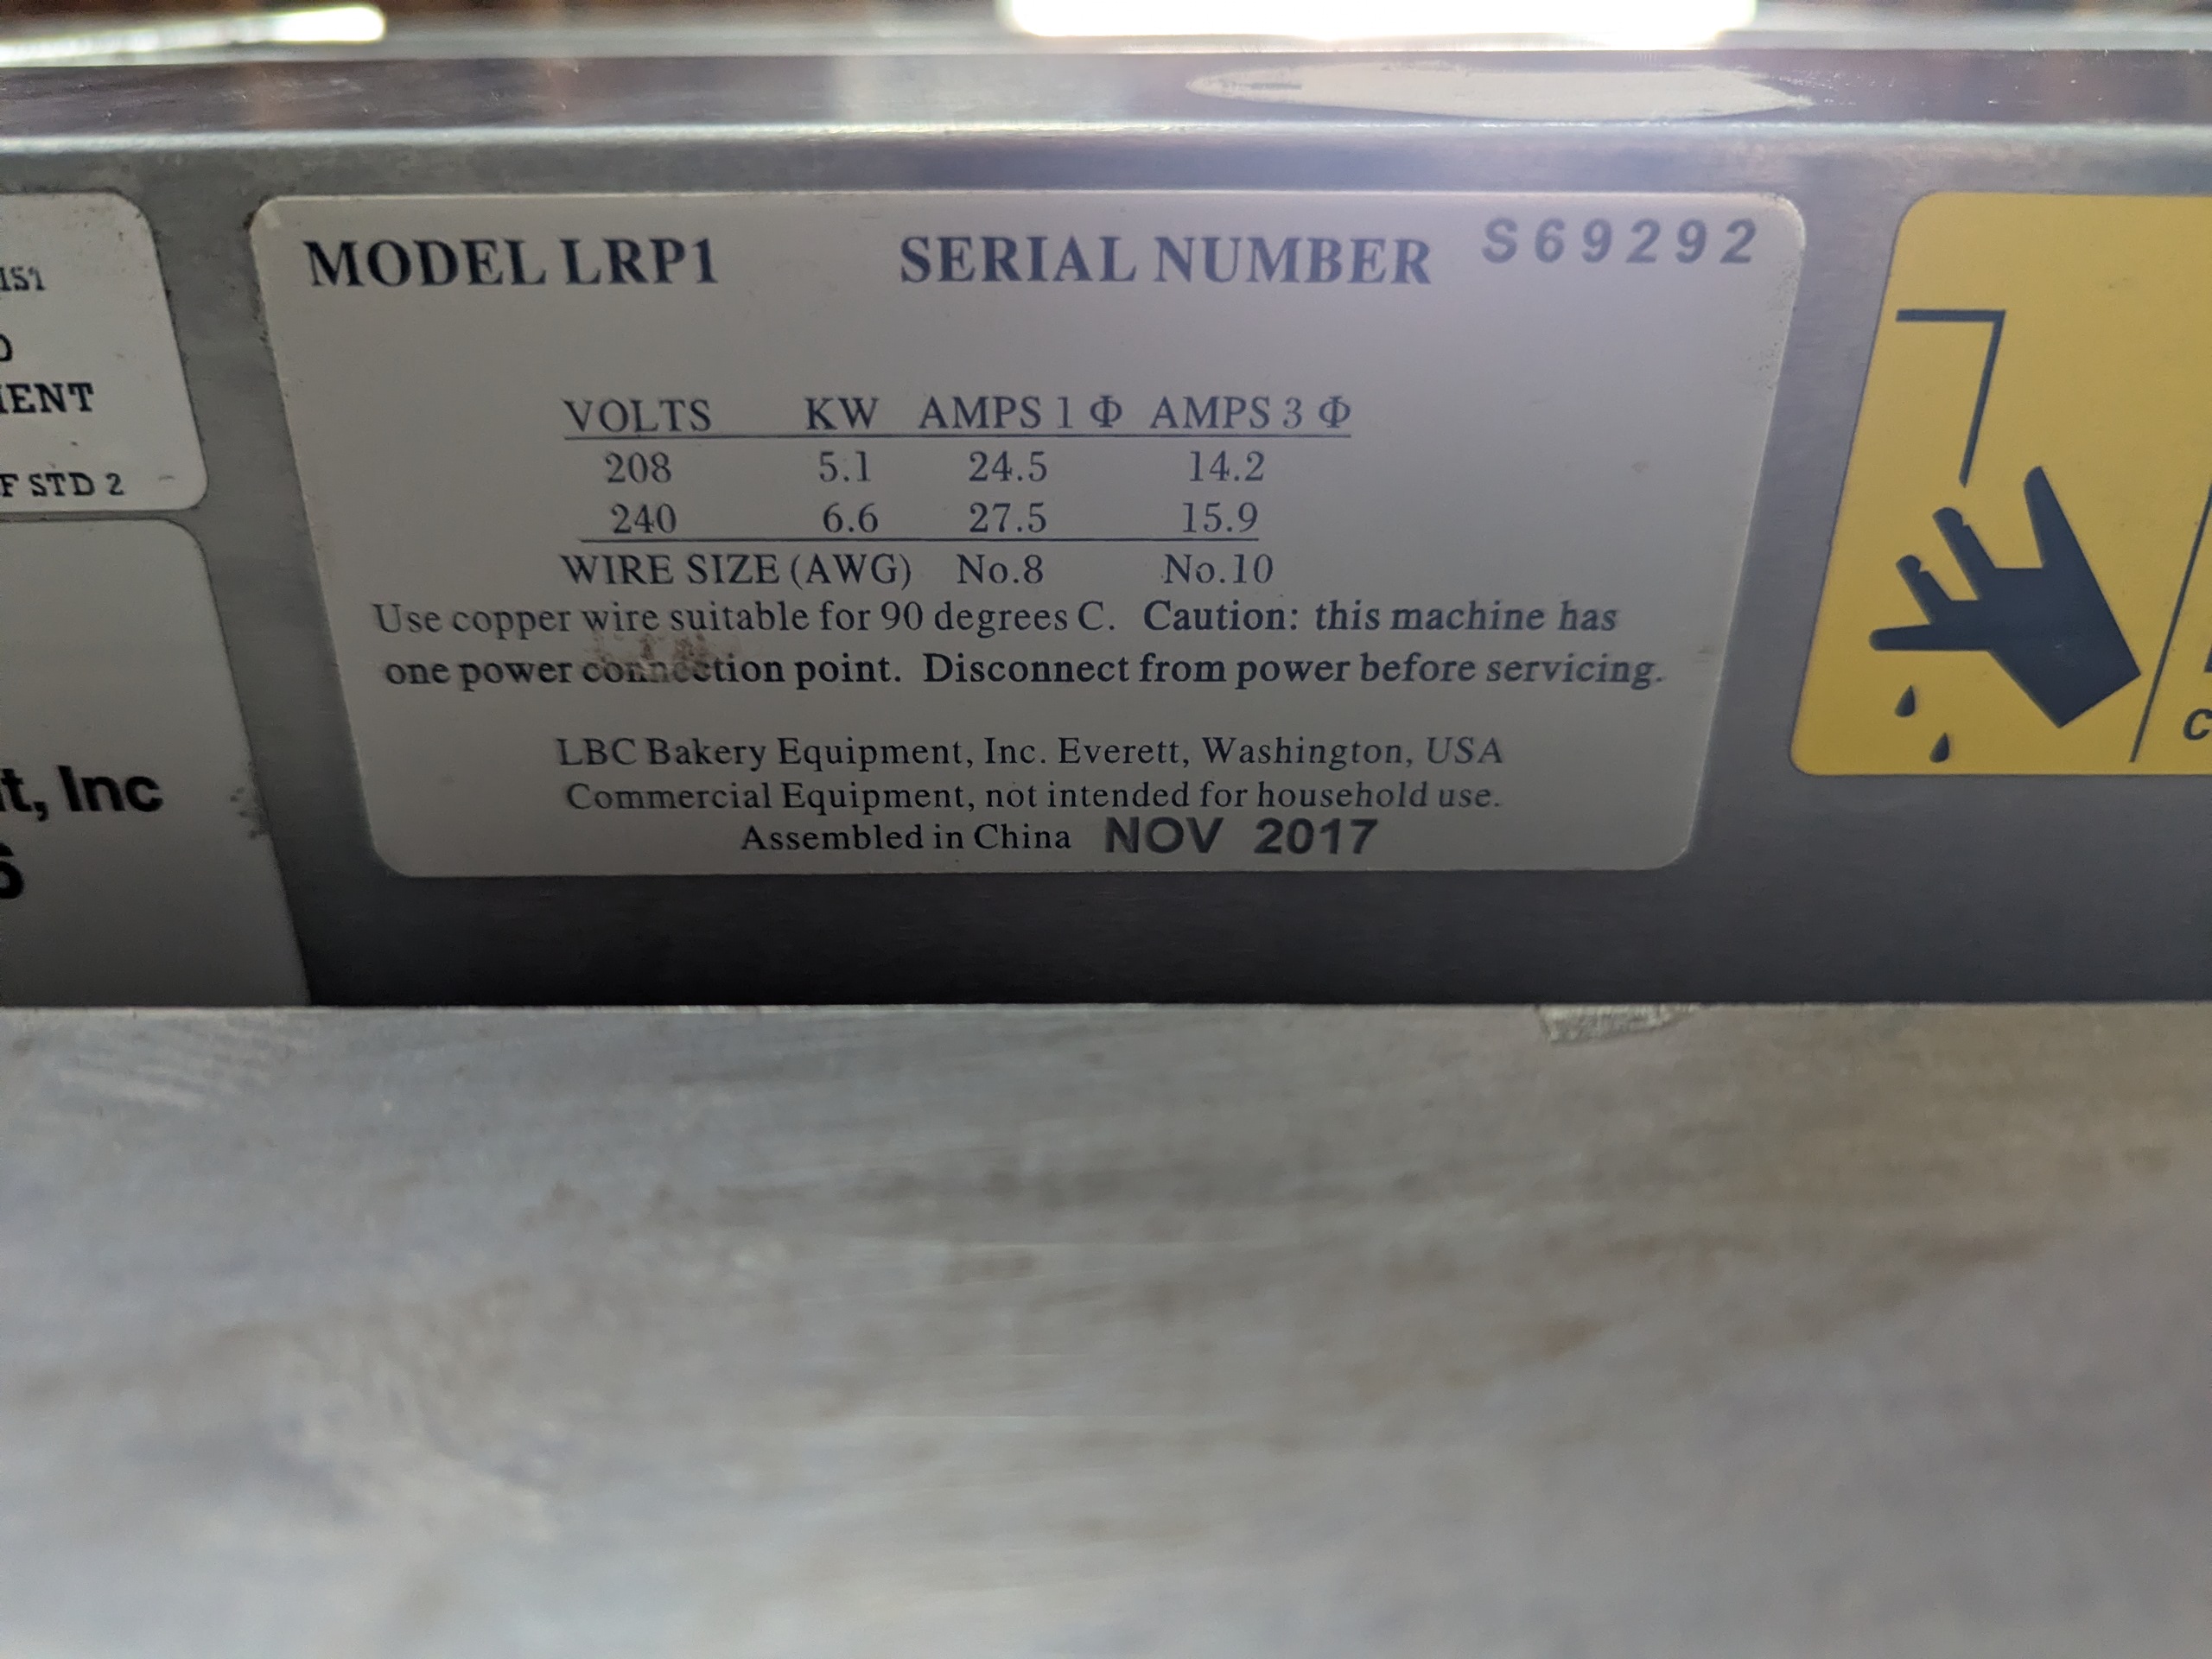 MODEL LRP1 SERIAL NUMBER S69292
VOLTS KW AMPS 1 Φ AMPS 3 Φ
208 5.1 24.5 14.2
240 6.6 27.5 15.9
WIRE SIZE (AWG) No.8 No.10
Use copper wire suitable for 90 degrees C. Caution: this machine has
one power connection point. Disconnect from power before servicing.
LBC Bakery Equipment, Inc. Everett, Washington, USA
Commercial Equipment, not intended for household use.
Assembled in China NOV 2017
IENT
F STD 2
t, Inc